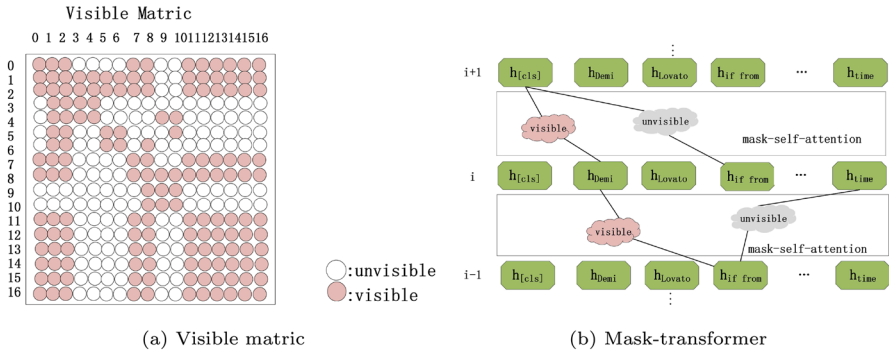 Visible Matric
0 1 2 3 4 5 6 7 8 9 10 11 12 13 14 15 16
0
1
2
3
4
5
6
7
8
9
10
11
12
13
14
15
16
:unvisible
:visible
(a) Visible matric
⋮
i+1 h[cls] hDemi hLovato hif from ··· htime
visible unvisible
mask-self-attention
i h[cls] hDemi hLovato hif from ··· htime
visible unvisible
mask-self-attention
i-1 h[cls] hDemi hLovato hif from ··· htime
⋮
(b) Mask-transformer